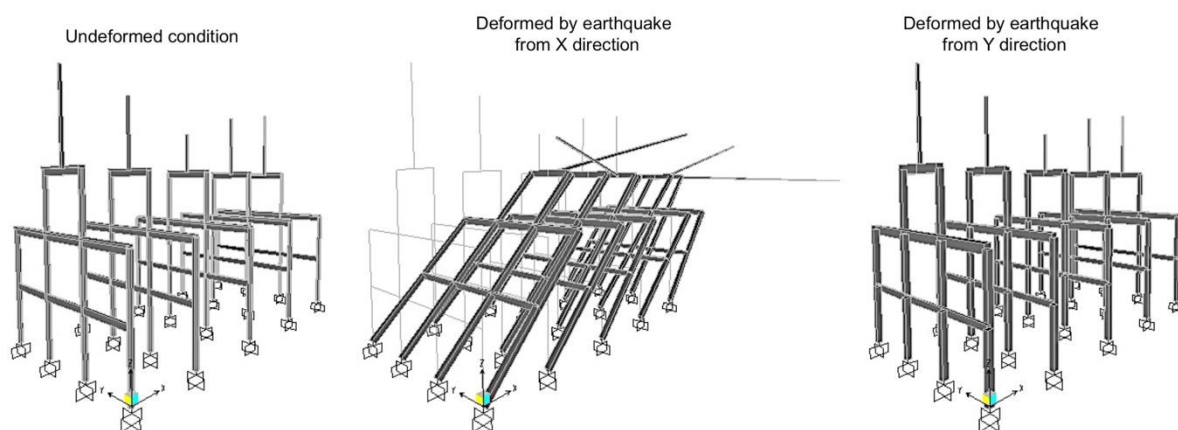 Undeformed condition
Deformed by earthquake
from X direction
Deformed by earthquake
from Y direction
Z
Y
X
Z
Y
X
Z
Y
X